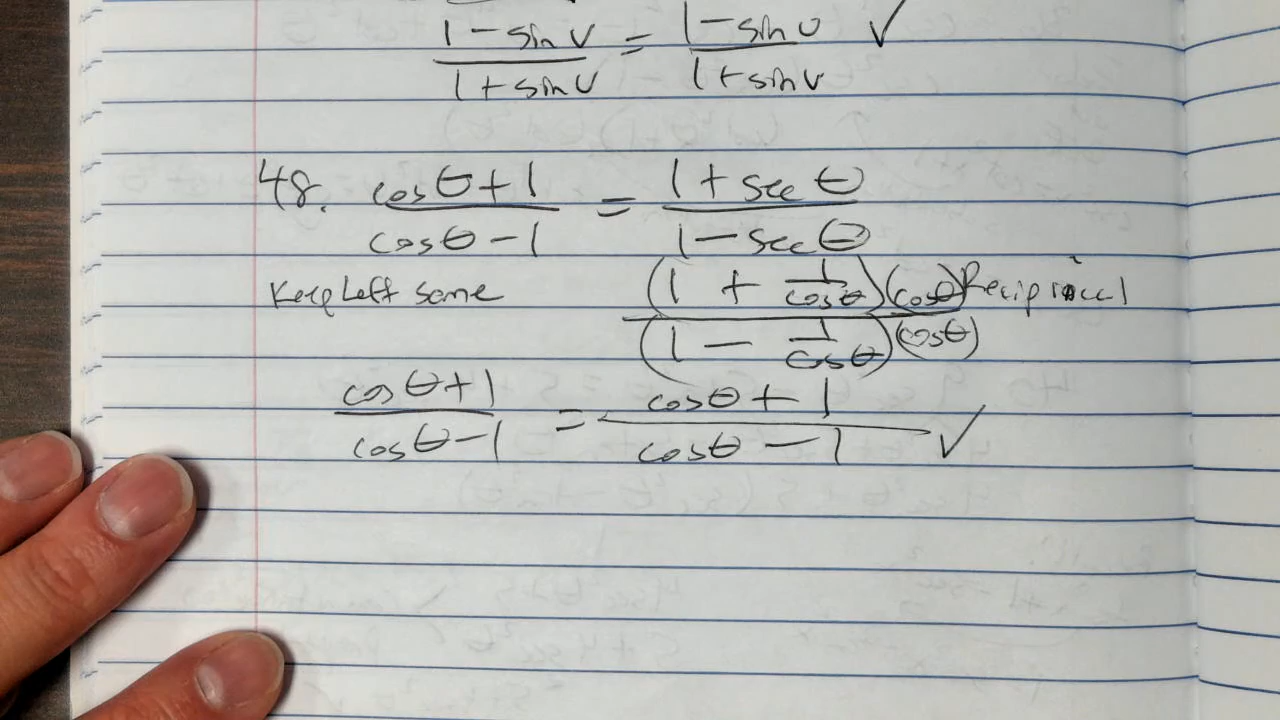 1 - sin v = 1 - sin v ✓
1 + sin v   1 + sin v
48. cos θ + 1 = 1 + sec θ
cos θ - 1   1 - sec θ
Keep Left same (1 + 1/cos θ)(cos θ) Reciprocal
(1 - 1/cos θ)(cos θ)
cos θ + 1 = cos θ + 1
cos θ - 1   cos θ - 1 ✓